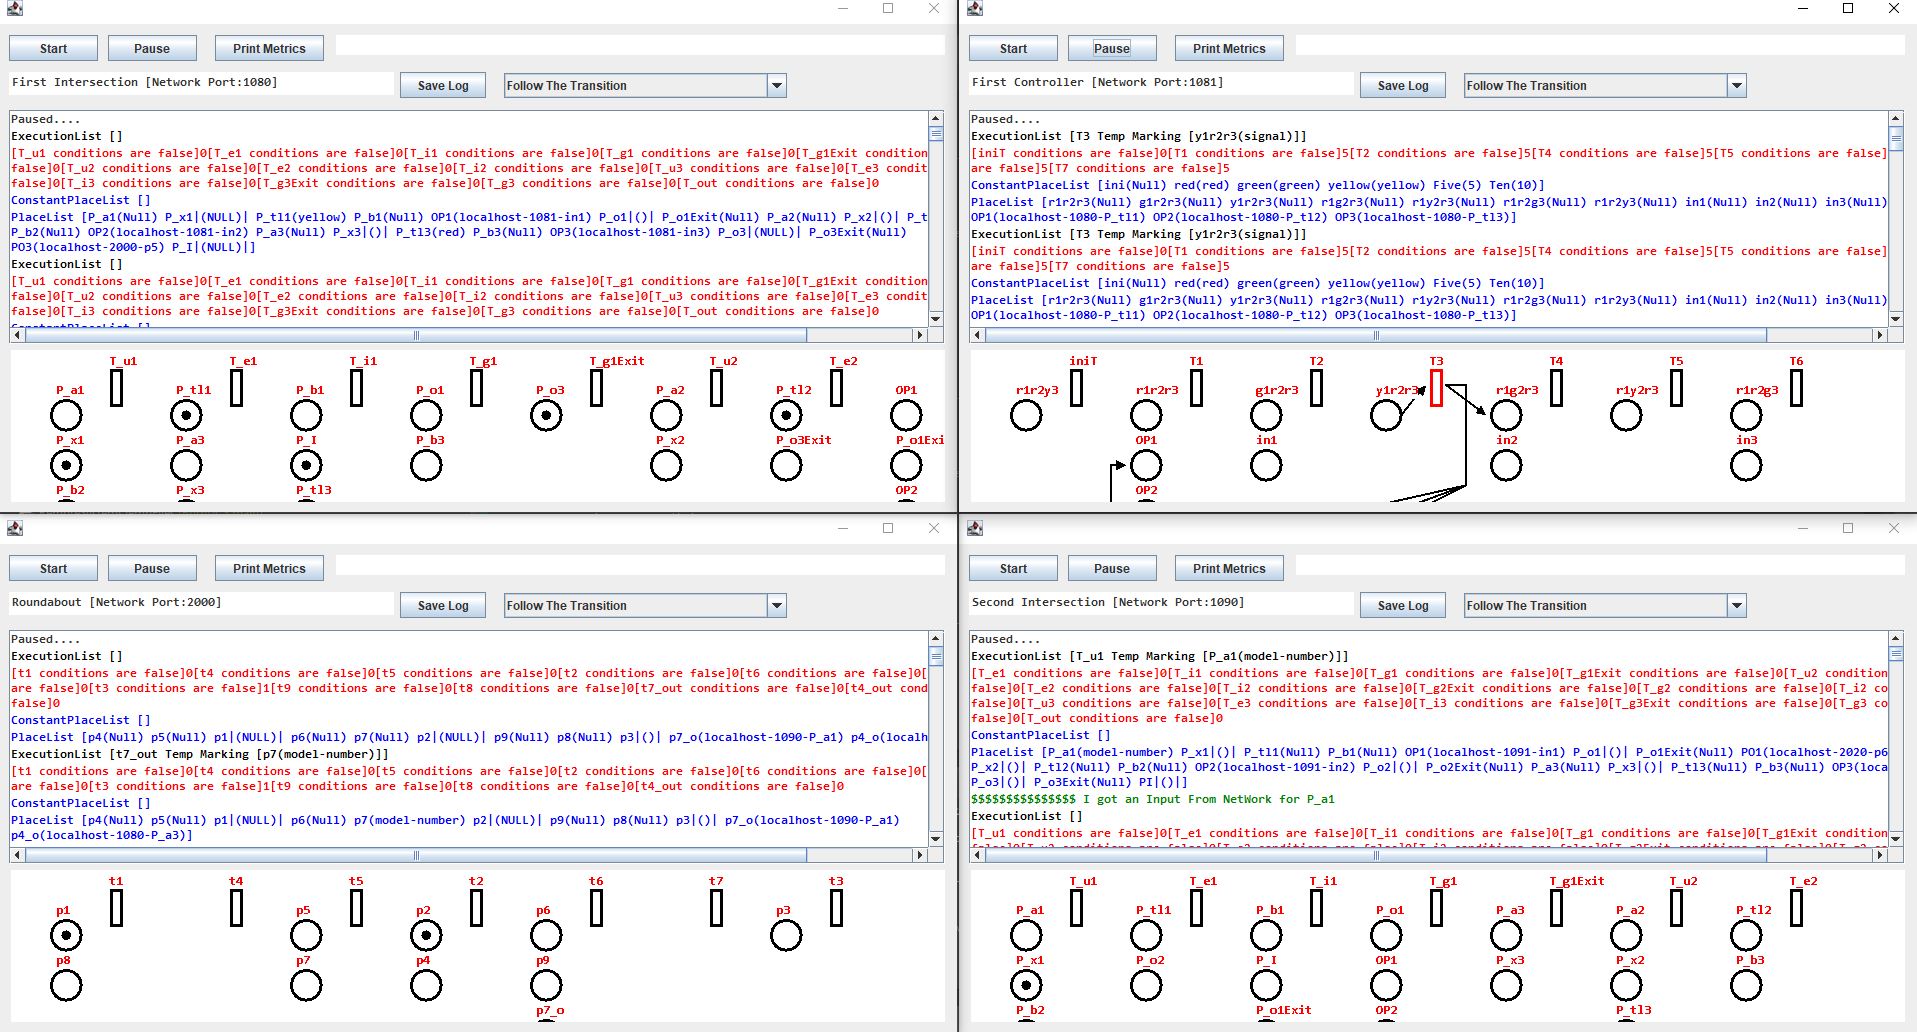 Start Pause Print Metrics
First Intersection [Network Port:1080] Save Log Follow The Transition
Paused....
ExecutionList []
[T_u1 conditions are false]0[T_e1 conditions are false]0[T_i1 conditions are false]0[T_g1 conditions are false]0[T_g1Exit condition
false]0[T_u2 conditions are false]0[T_e2 conditions are false]0[T_i2 conditions are false]0[T_u3 conditions are false]0[T_e3 condit
false]0[T_i3 conditions are false]0[T_g3Exit conditions are false]0[T_g3 conditions are false]0[T_out conditions are false]0
ConstantPlaceList []
PlaceList [P_a1(Null) P_x1|(NULL)| P_tl1(yellow) P_b1(Null) OP1(localhost-1081-in1) P_o1|()| P_o1Exit(Null) P_a2(Null) P_x2|()| P_t
P_b2(Null) OP2(localhost-1081-in2) P_a3(Null) P_x3|()| P_tl3(red) P_b3(Null) OP3(localhost-1081-in3) P_o3|(NULL)| P_o3Exit(Null)
PO3(localhost-2000-p5) P_I|(NULL)|]
ExecutionList []
[T_u1 conditions are false]0[T_e1 conditions are false]0[T_i1 conditions are false]0[T_g1 conditions are false]0[T_g1Exit condition
false]0[T_u2 conditions are false]0[T_e2 conditions are false]0[T_i2 conditions are false]0[T_u3 conditions are false]0[T_e3 condit
false]0[T_i3 conditions are false]0[T_g3Exit conditions are false]0[T_g3 conditions are false]0[T_out conditions are false]0
ConstantPlaceList []
T_u1 T_e1 T_i1 T_g1 T_g1Exit T_u2 T_e2
P_a1 P_tl1 P_b1 P_o1 P_o3 P_a2 P_tl2 OP1
P_x1 P_a3 P_I P_b3 P_x2 P_o3Exit P_o1Exi
P_b2 P_x3 P_tl3 OP2
Start Pause Print Metrics
First Controller [Network Port:1081] Save Log Follow The Transition
Paused....
ExecutionList [T3 Temp Marking [y1r2r3(signal)]]
[iniT conditions are false]0[T1 conditions are false]5[T2 conditions are false]5[T4 conditions are false]5[T5 conditions are false]
are false]5[T7 conditions are false]5
ConstantPlaceList [ini(Null) red(red) green(green) yellow(yellow) Five(5) Ten(10)]
PlaceList [r1r2r3(Null) g1r2r3(Null) y1r2r3(Null) r1g2r3(Null) r1y2r3(Null) r1r2g3(Null) r1r2y3(Null) in1(Null) in2(Null) in3(Null)
OP1(localhost-1080-P_tl1) OP2(localhost-1080-P_tl2) OP3(localhost-1080-P_tl3)]
ExecutionList [T3 Temp Marking [y1r2r3(signal)]]
[iniT conditions are false]0[T1 conditions are false]5[T2 conditions are false]5[T4 conditions are false]5[T5 conditions are false]
are false]5[T7 conditions are false]5
ConstantPlaceList [ini(Null) red(red) green(green) yellow(yellow) Five(5) Ten(10)]
PlaceList [r1r2r3(Null) g1r2r3(Null) y1r2r3(Null) r1g2r3(Null) r1y2r3(Null) r1r2g3(Null) r1r2y3(Null) in1(Null) in2(Null) in3(Null)
OP1(localhost-1080-P_tl1) OP2(localhost-1080-P_tl2) OP3(localhost-1080-P_tl3)]
iniT T1 T2 T3 T4 T5 T6
r1r2y3 r1r2r3 g1r2r3 y1r2r3 r1g2r3 r1y2r3 r1r2g3
OP1 in1 in2 in3
OP2
Start Pause Print Metrics
Roundabout [Network Port:2000] Save Log Follow The Transition
Paused....
ExecutionList []
[t1 conditions are false]0[t4 conditions are false]0[t5 conditions are false]0[t2 conditions are false]0[t6 conditions are false]0[
are false]0[t3 conditions are false]1[t9 conditions are false]0[t8 conditions are false]0[t7_out conditions are false]0[t4_out cond
false]0
ConstantPlaceList []
PlaceList [p4(Null) p5(Null) p1|(NULL)| p6(Null) p7(Null) p2|(NULL)| p9(Null) p8(Null) p3|()| p7_o(localhost-1090-P_a1) p4_o(localh
ExecutionList [t7_out Temp Marking [p7(model-number)]]
[t1 conditions are false]0[t4 conditions are false]0[t5 conditions are false]0[t2 conditions are false]0[t6 conditions are false]0[
are false]0[t3 conditions are false]1[t9 conditions are false]0[t8 conditions are false]0[t4_out conditions are false]0
ConstantPlaceList []
PlaceList [p4(Null) p5(Null) p1|(NULL)| p6(Null) p7(model-number) p2|(NULL)| p9(Null) p8(Null) p3|()| p7_o(localhost-1090-P_a1)
p4_o(localhost-1080-P_a3)]
t1 t4 t5 t2 t6 t7 t3
p1 p5 p2 p6 p3
p8 p7 p4 p9
p7_o
Start Pause Print Metrics
Second Intersection [Network Port:1090] Save Log Follow The Transition
Paused....
ExecutionList [T_u1 Temp Marking [P_a1(model-number)]]
[T_e1 conditions are false]0[T_i1 conditions are false]0[T_g1 conditions are false]0[T_g1Exit conditions are false]0[T_u2 condition
false]0[T_e2 conditions are false]0[T_i2 conditions are false]0[T_g2Exit conditions are false]0[T_g2 conditions are false]0[T_i2 co
false]0[T_u3 conditions are false]0[T_e3 conditions are false]0[T_i3 conditions are false]0[T_g3Exit conditions are false]0[T_g3 co
false]0[T_out conditions are false]0
ConstantPlaceList []
PlaceList [P_a1(model-number) P_x1|()| P_tl1(Null) P_b1(Null) OP1(localhost-1091-in1) P_o1|()| P_o1Exit(Null) PO1(localhost-2020-p6
P_x2|()| P_tl2(Null) P_b2(Null) OP2(localhost-1091-in2) P_o2|()| P_o2Exit(Null) P_a3(Null) P_x3|()| P_tl3(Null) P_b3(Null) OP3(loca
P_o3|()| P_o3Exit(Null) PI|()|]
$$$$$$$$$$$$$$$ I got an Input From NetWork for P_a1
ExecutionList []
[T_u1 conditions are false]0[T_e1 conditions are false]0[T_i1 conditions are false]0[T_g1 conditions are false]0[T_g1Exit condition
T_u1 T_e1 T_i1 T_g1 T_g1Exit T_u2 T_e2
P_a1 P_tl1 P_b1 P_o1 P_a3 P_a2 P_tl2
P_x1 P_o2 P_I OP1 P_x3 P_x2 P_b3
P_b2 P_o1Exit OP2 P_tl3